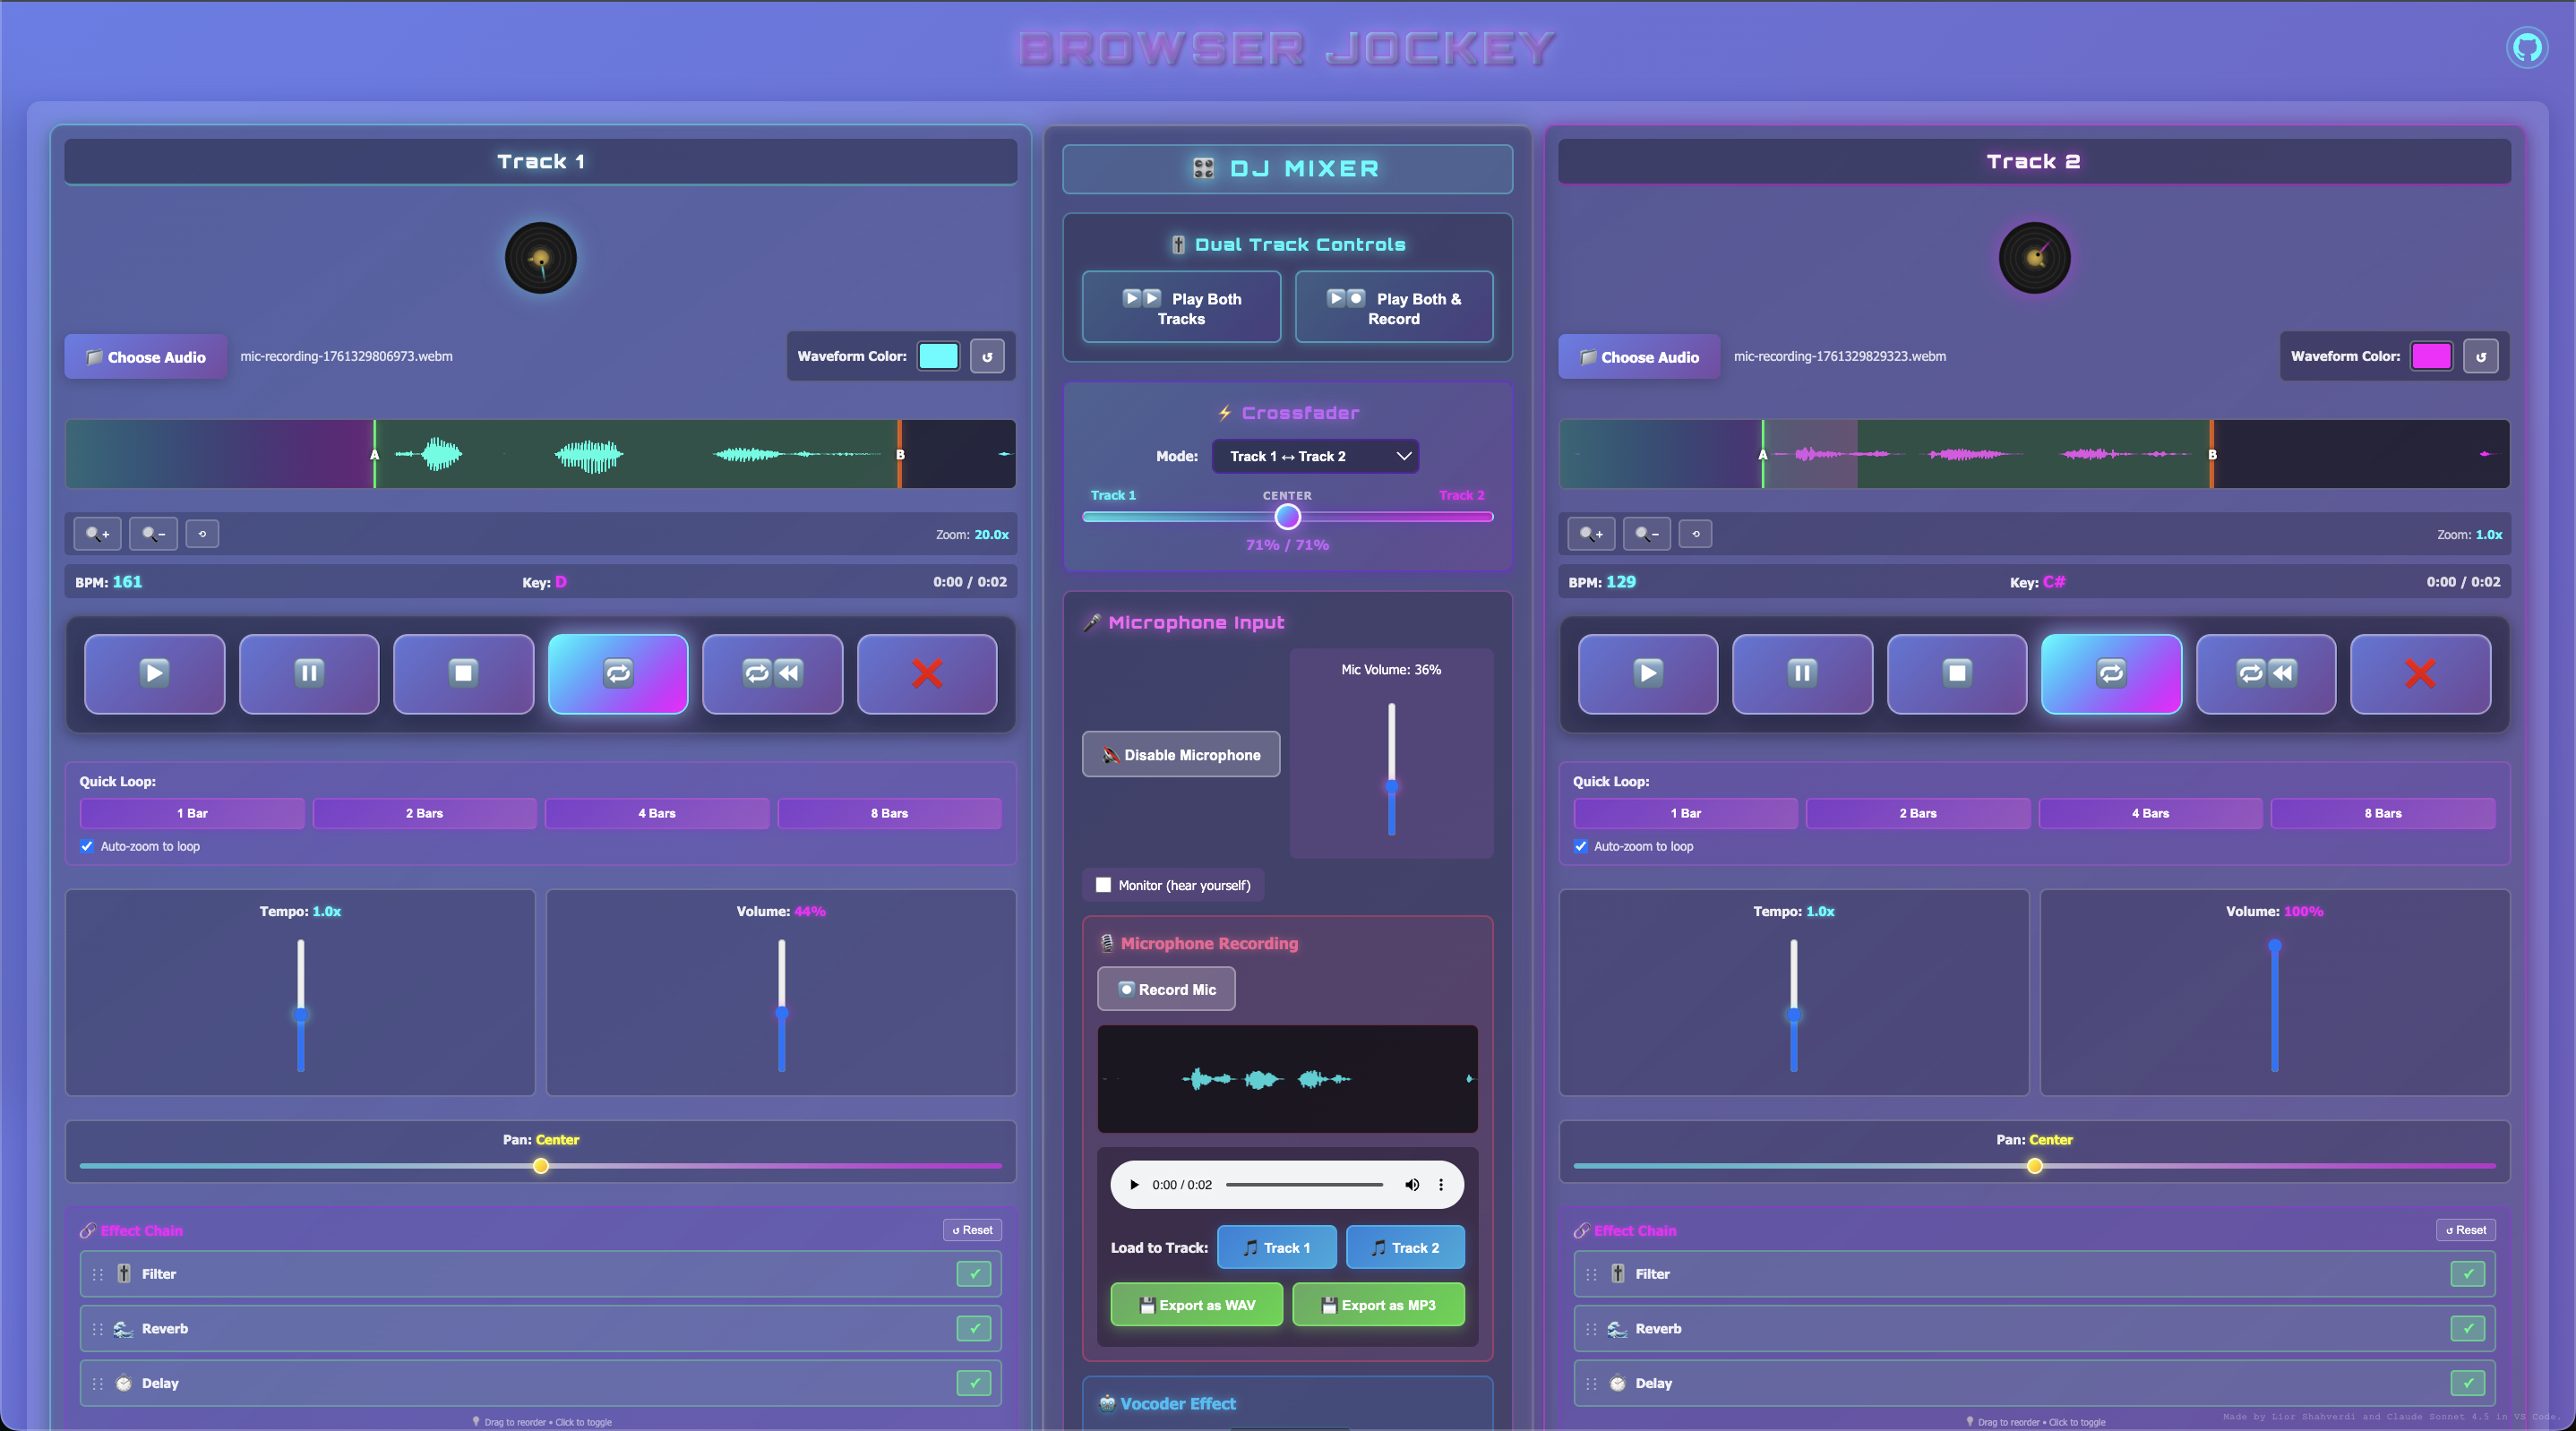 BROWSER JOCKEY
Track 1
Choose Audio
mic-recording-1761329806973.webm
Waveform Color:
A
B
Zoom: 20.0x
BPM: 161
Key: D
0:00 / 0:02
Quick Loop:
1 Bar
2 Bars
4 Bars
8 Bars
Auto-zoom to loop
Tempo: 1.0x
Volume: 44%
Pan: Center
Effect Chain
↺ Reset
Filter
Reverb
Delay
Drag to reorder • Click to toggle
DJ MIXER
Dual Track Controls
Play Both
Tracks
Play Both &
Record
Crossfader
Mode:
Track 1 ↔ Track 2
Track 1
CENTER
Track 2
71% / 71%
Microphone Input
Disable Microphone
Mic Volume: 36%
Monitor (hear yourself)
Microphone Recording
Record Mic
0:00 / 0:02
Load to Track:
Track 1
Track 2
Export as WAV
Export as MP3
Vocoder Effect
Track 2
Choose Audio
mic-recording-1761329829323.webm
Waveform Color:
A
B
Zoom: 1.0x
BPM: 129
Key: C#
0:00 / 0:02
Quick Loop:
1 Bar
2 Bars
4 Bars
8 Bars
Auto-zoom to loop
Tempo: 1.0x
Volume: 100%
Pan: Center
Effect Chain
↺ Reset
Filter
Reverb
Delay
Drag to reorder • Click to toggle
Made by Lior Shahverdi and Claude Sonnet 4.5 in VS Code.